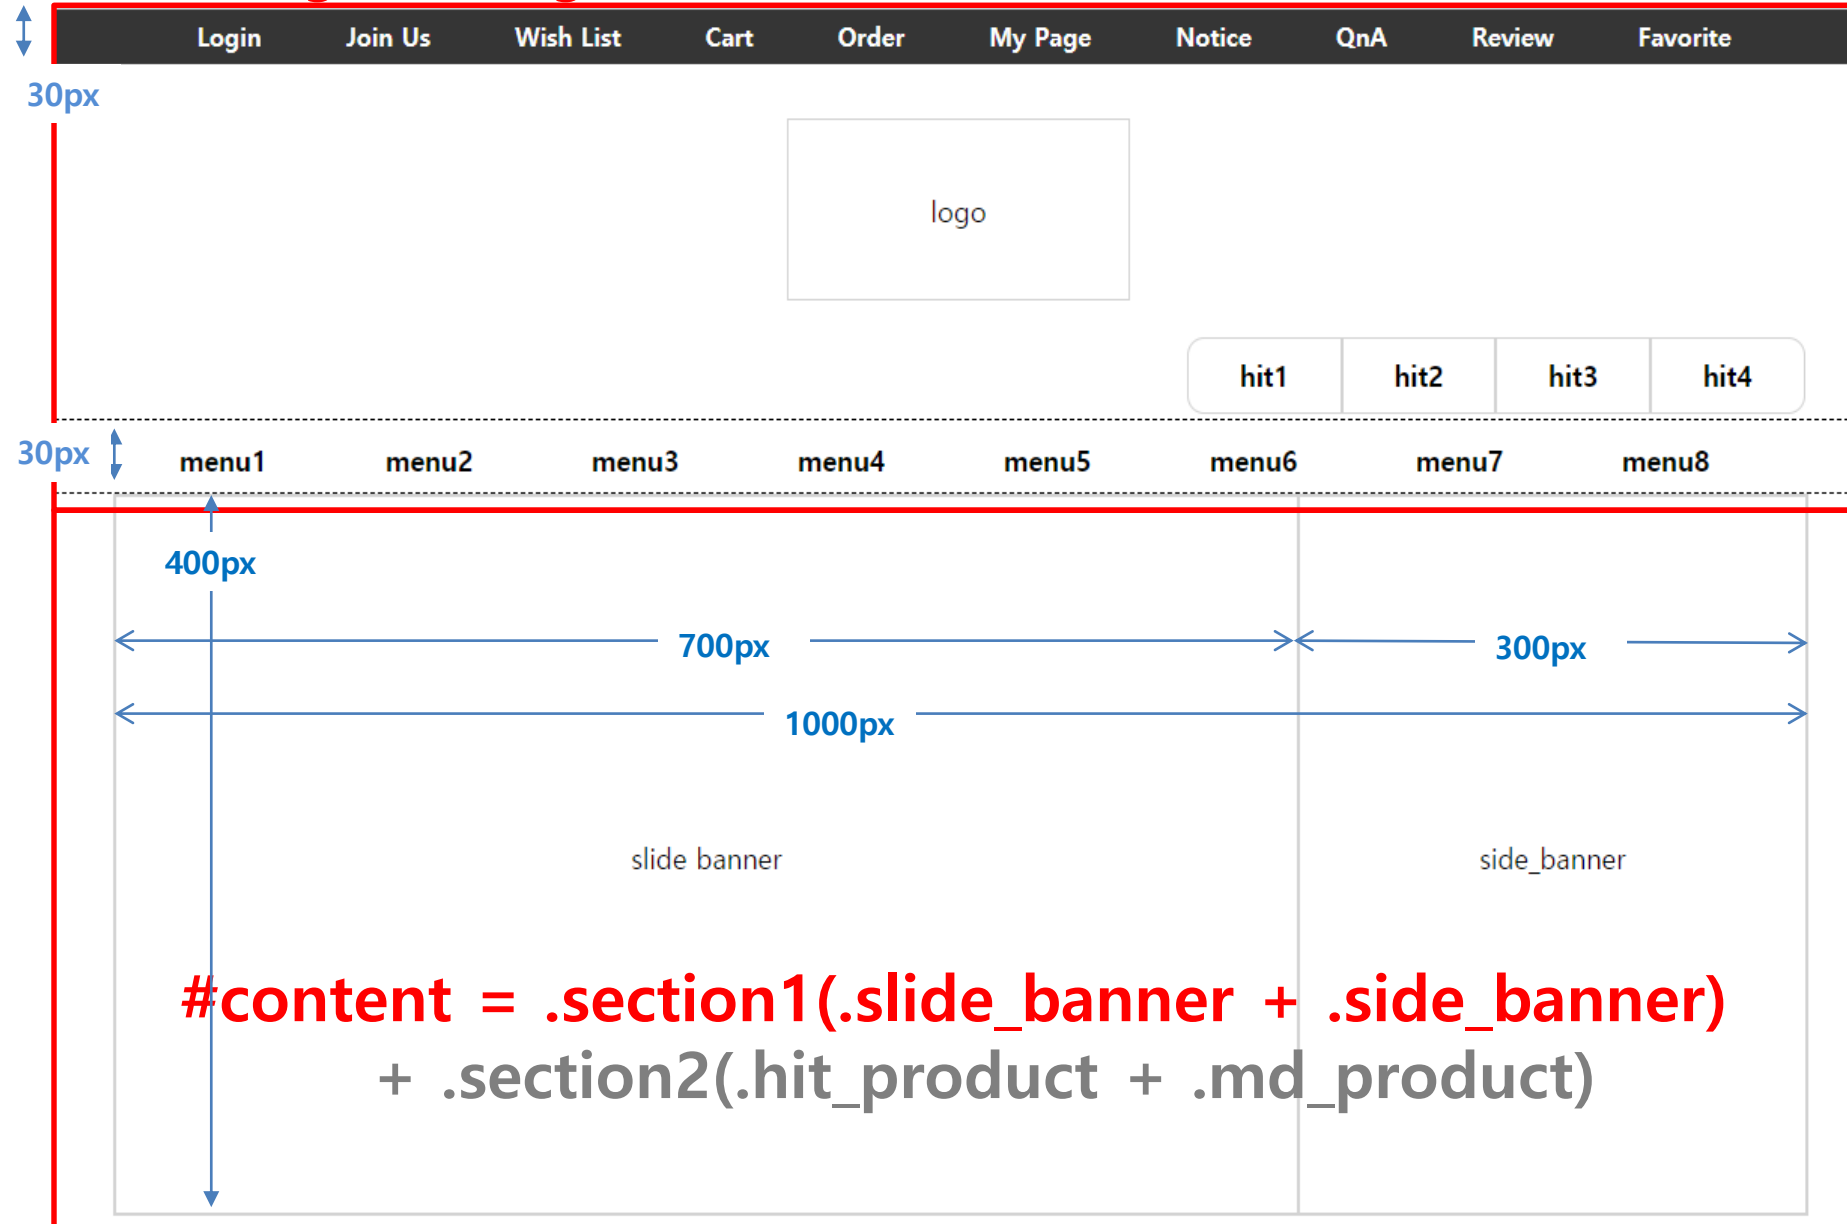 Login Join Us Wish List Cart Order My Page Notice QnA Review Favorite
30px
logo
hit1 hit2 hit3 hit4
30px
menu1 menu2 menu3 menu4 menu5 menu6 menu7 menu8
400px
700px 300px
1000px
slide banner side_banner
#content = .section1(.slide_banner + .side_banner)
+ .section2(.hit_product + .md_product)